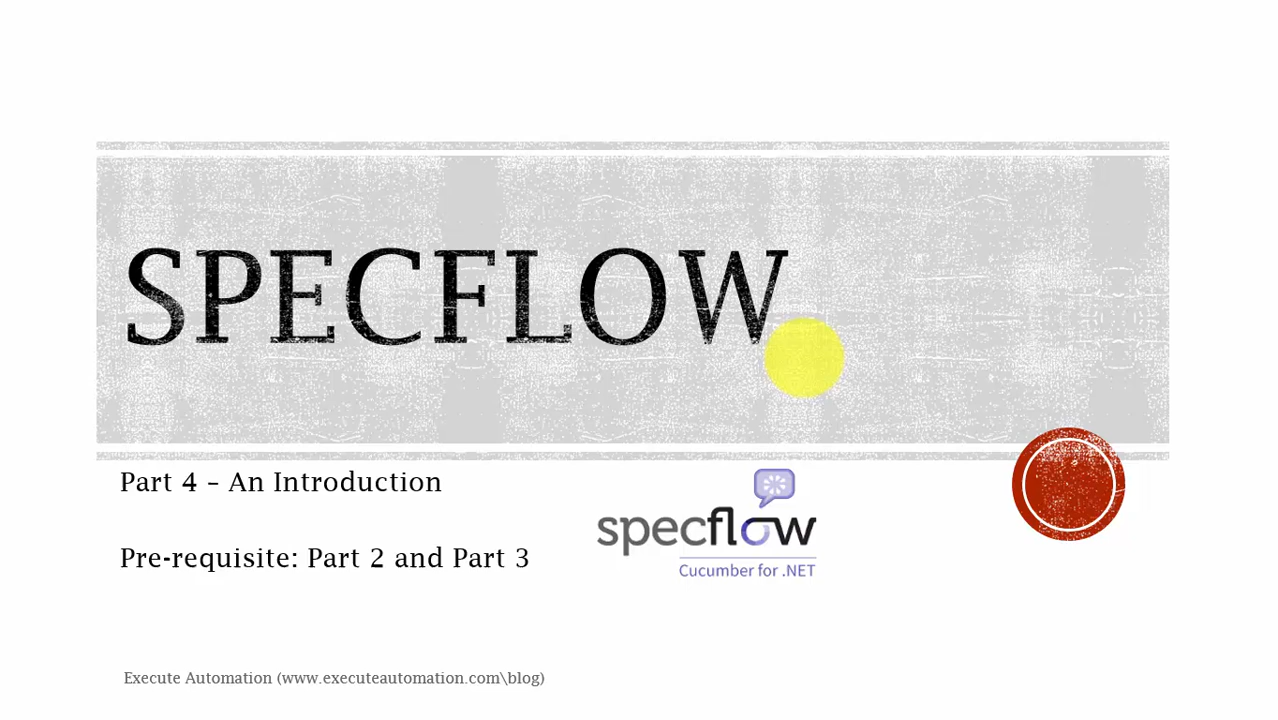 SPECFLOW
Part 4 – An Introduction
Pre-requisite: Part 2 and Part 3
specflow
Cucumber for .NET
Execute Automation (www.executeautomation.com\blog)